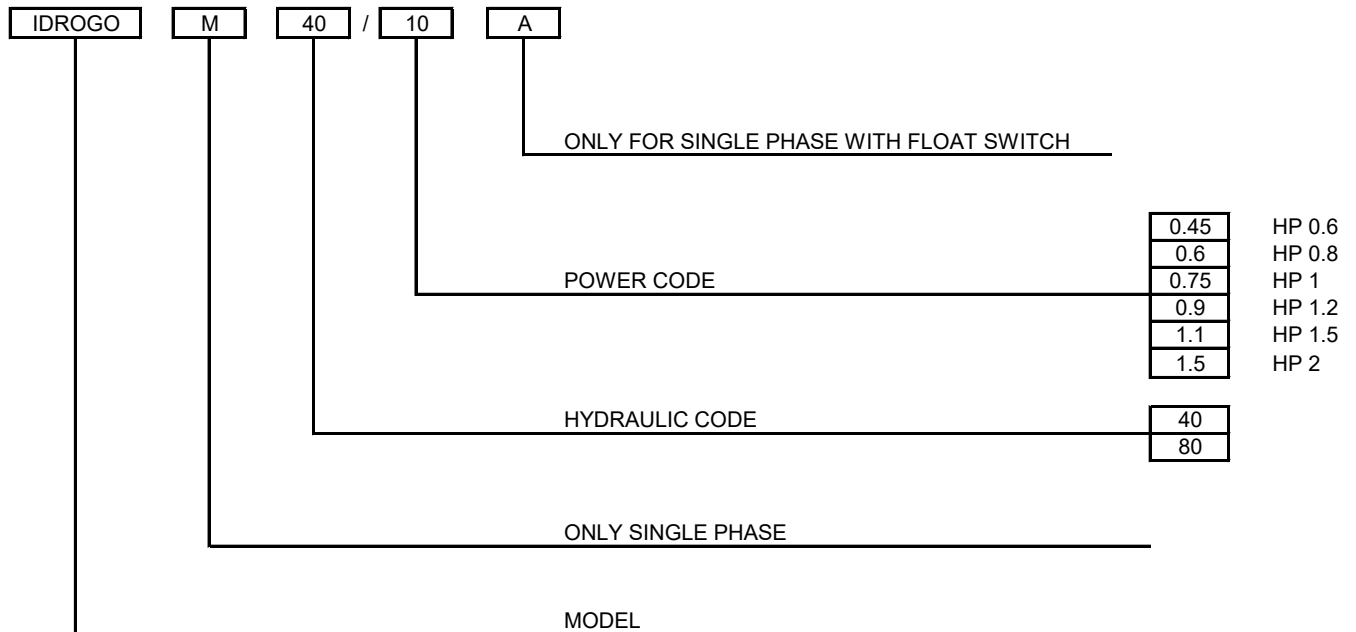 IDROGO M 40 / 10 A
ONLY FOR SINGLE PHASE WITH FLOAT SWITCH
0.45 HP 0.6
0.6 HP 0.8
POWER CODE 0.75 HP 1
0.9 HP 1.2
1.1 HP 1.5
1.5 HP 2
HYDRAULIC CODE 40
80
ONLY SINGLE PHASE
MODEL